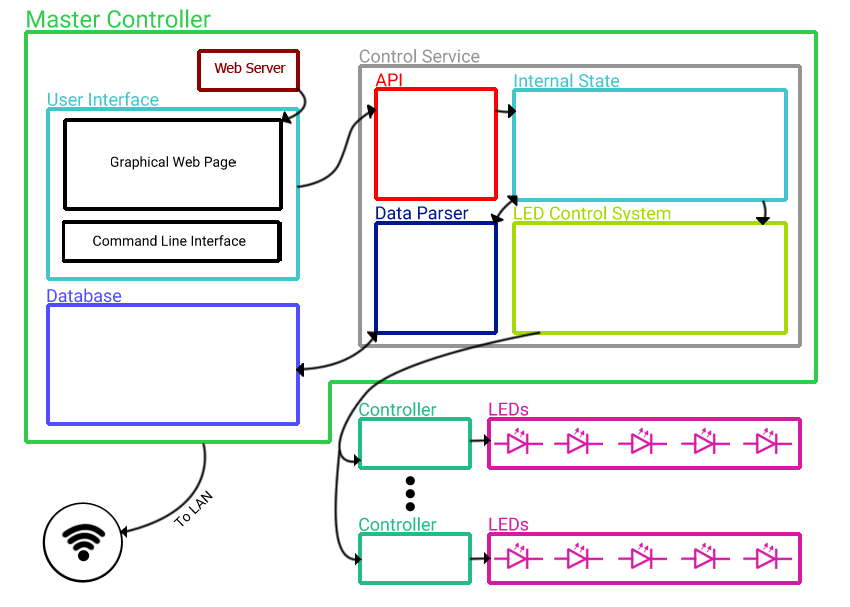 Master Controller
Web Server
Control Service
User Interface
API
Internal State
Graphical Web Page
Command Line Interface
Data Parser
LED Control System
Database
Controller
LEDs
To LAN
Controller
LEDs